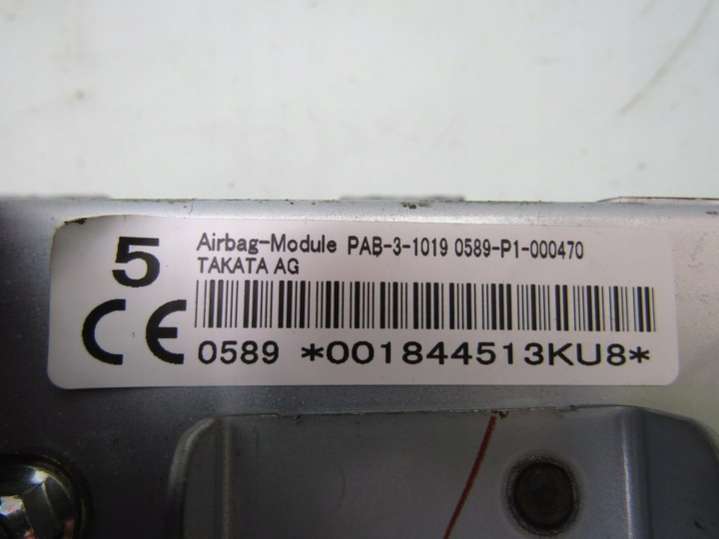 5
Airbag-Module PAB-3-1019 0589-P1-000470
TAKATA AG
CE 0589 *001844513KU8*